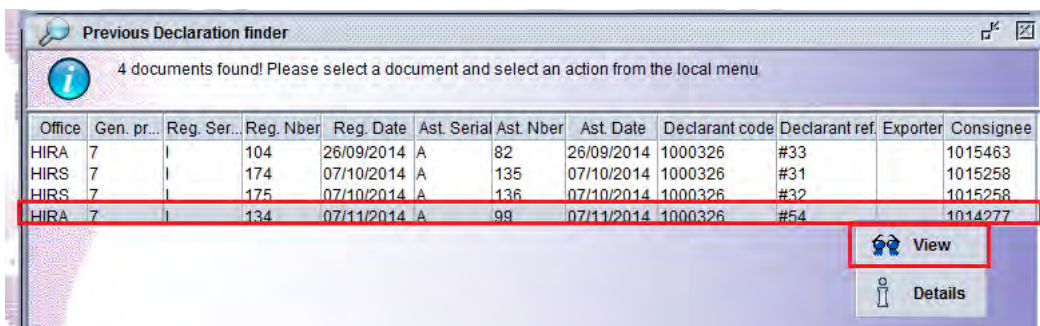 Previous Declaration finder
4 documents found! Please select a document and select an action from the local menu
Office Gen. pr... Reg. Ser... Reg. Nber Reg. Date Ast. Serial Ast. Nber Ast. Date Declarant code Declarant ref. Exporter Consignee
HIRA 7 I 104 26/09/2014 A 82 26/09/2014 1000326 #33 1015463
HIRS 7 I 174 07/10/2014 A 135 07/10/2014 1000326 #31 1015258
HIRS 7 I 175 07/10/2014 A 136 07/10/2014 1000326 #32 1015258
HIRA 7 I 134 07/11/2014 A 99 07/11/2014 1000326 #54 1014277
View
Details